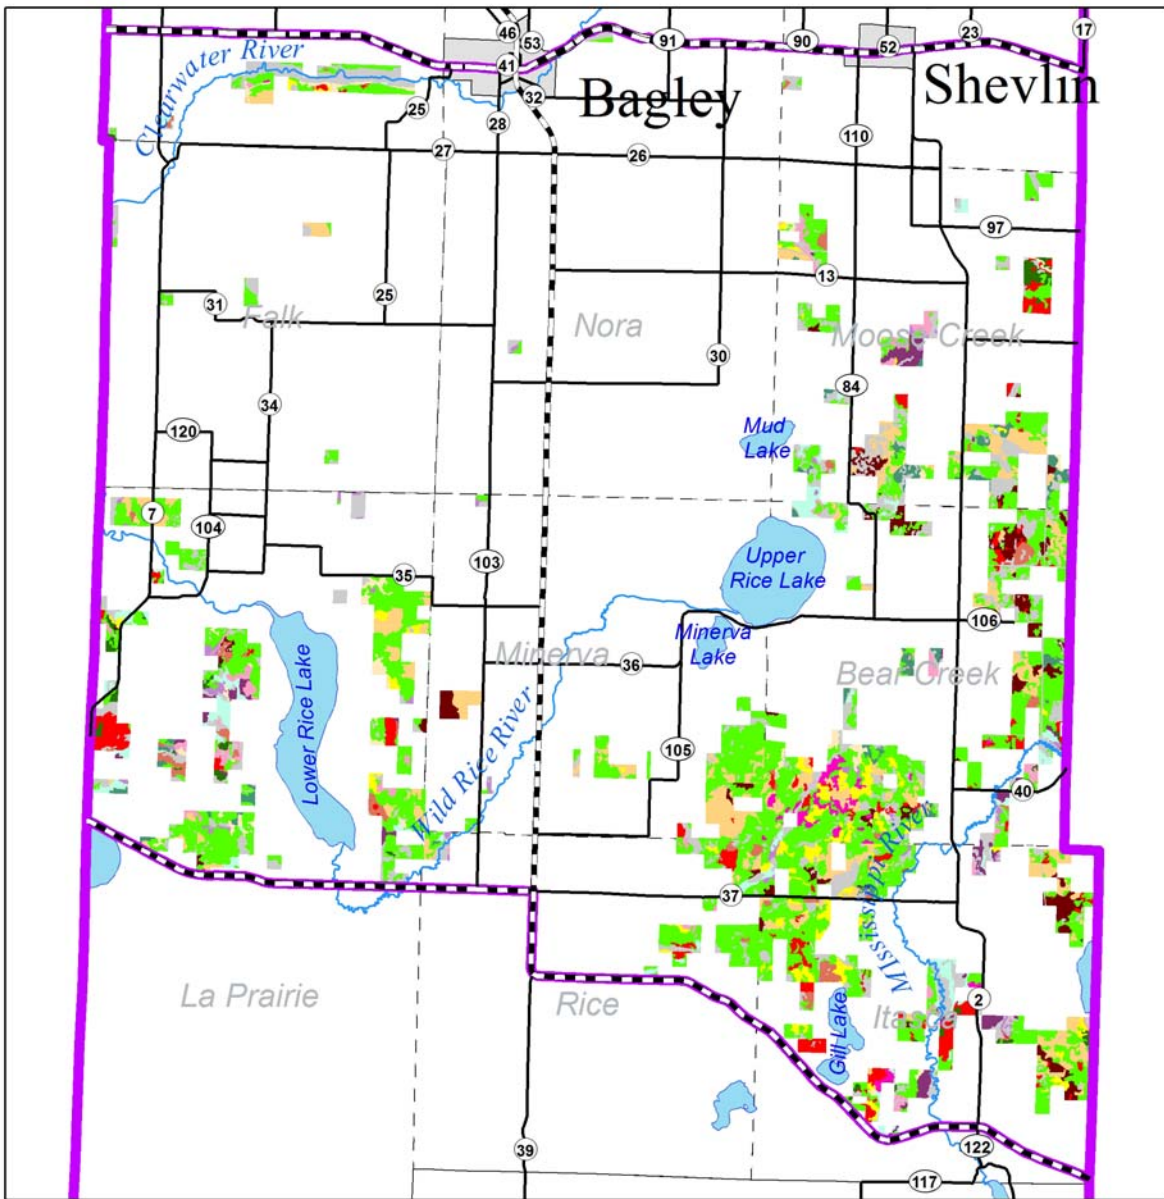 46
53
91
90
52
23
17
41
Clearwater River
Bagley
Shevlin
32
25
28
110
27
26
97
13
25
31
Falk
Nora
Moose Creek
30
84
34
120
Mud
Lake
7
104
103
35
Upper
Rice Lake
106
Minerva
Lake
Minerva
36
Bear Creek
Lower Rice Lake
105
Wild Rice River
40
MIssissippi River
37
La Prairie
Rice
2
Gill Lake
Itasca
39
122
117